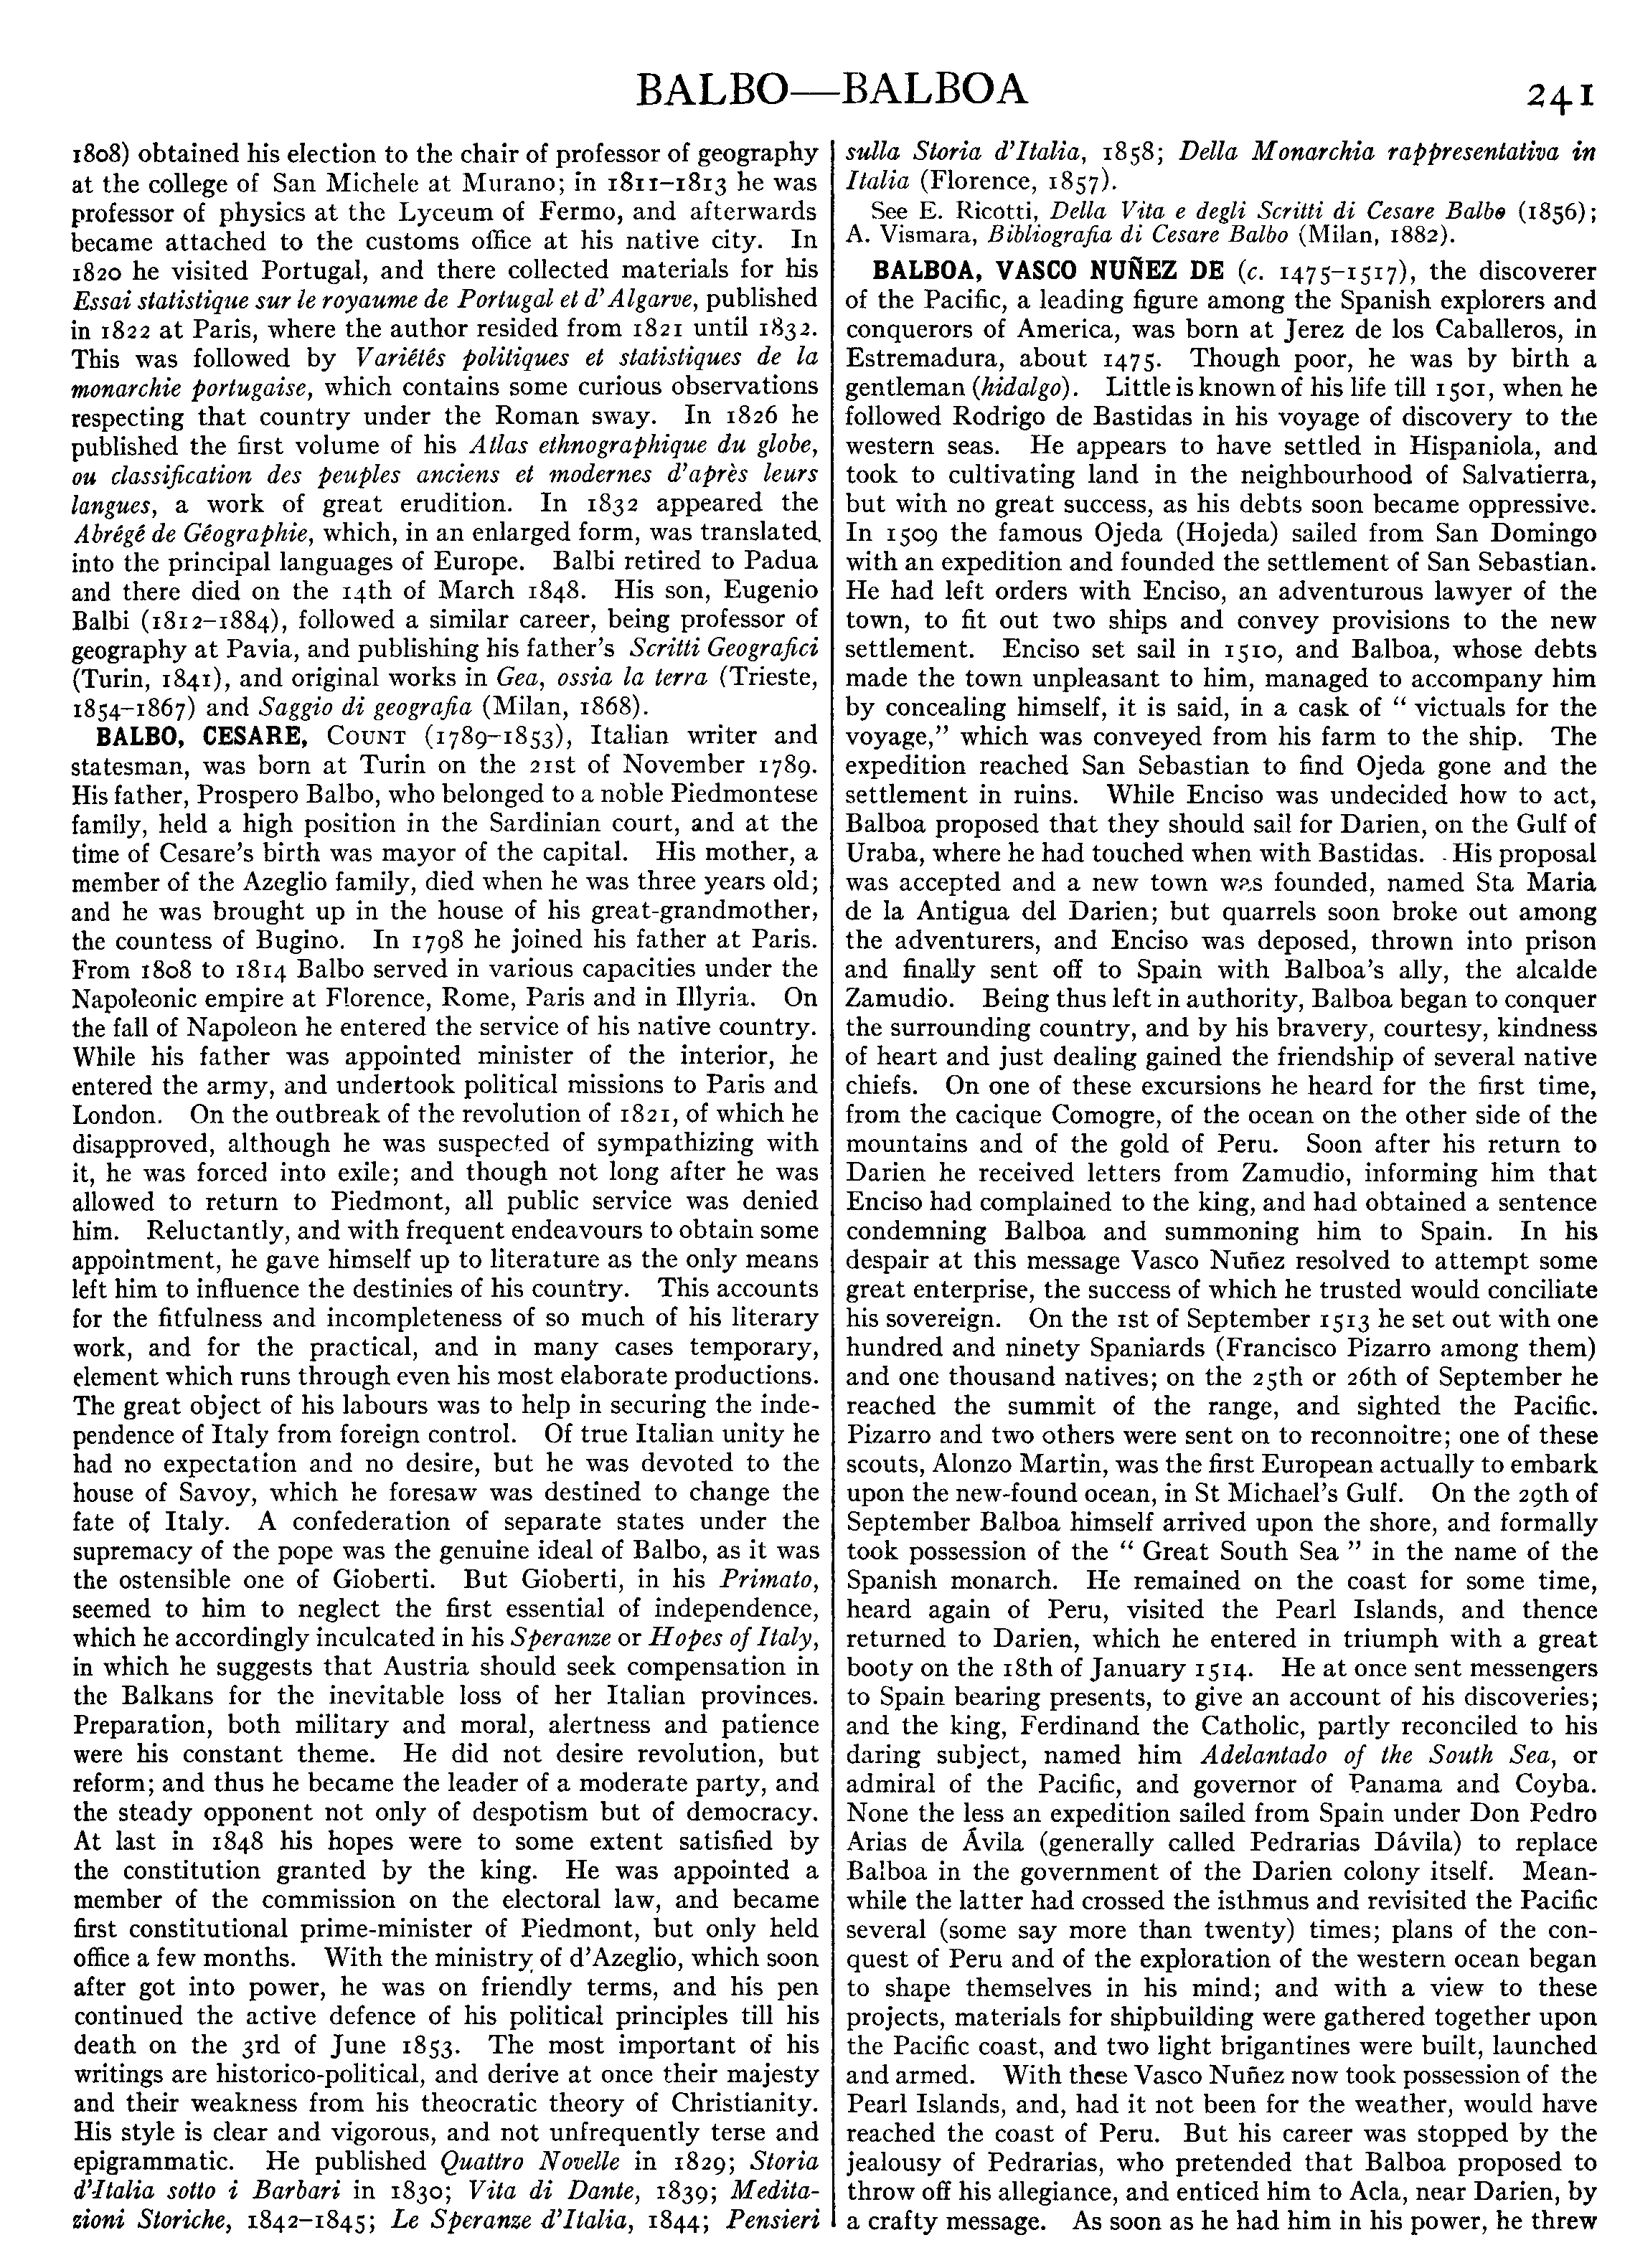 BALBO—BALBOA
241
1808) obtained his election to the chair of professor of geography
at the college of San Michele at Murano; in 1811–1813 he was
professor of physics at the Lyceum of Fermo, and afterwards
became attached to the customs office at his native city. In
1820 he visited Portugal, and there collected materials for his
Essai statistique sur le royaume de Portugal et d'Algarve, published
in 1822 at Paris, where the author resided from 1821 until 1832.
This was followed by Variétés politiques et statistiques de la
monarchie portugaise, which contains some curious observations
respecting that country under the Roman sway. In 1826 he
published the first volume of his Atlas ethnographique du globe,
ou classification des peuples anciens et modernes d'après leurs
langues, a work of great erudition. In 1832 appeared the
Abrégé de Géographie, which, in an enlarged form, was translated
into the principal languages of Europe. Balbi retired to Padua
and there died on the 14th of March 1848. His son, Eugenio
Balbi (1812–1884), followed a similar career, being professor of
geography at Pavia, and publishing his father's Scritti Geografici
(Turin, 1841), and original works in Gea, ossia la terra (Trieste,
1854–1867) and Saggio di geografia (Milan, 1868).
BALBO, CESARE, COUNT (1789–1853), Italian writer and
statesman, was born at Turin on the 21st of November 1789.
His father, Prospero Balbo, who belonged to a noble Piedmontese
family, held a high position in the Sardinian court, and at the
time of Cesare's birth was mayor of the capital. His mother, a
member of the Azeglio family, died when he was three years old;
and he was brought up in the house of his great-grandmother,
the countess of Bugino. In 1798 he joined his father at Paris.
From 1808 to 1814 Balbo served in various capacities under the
Napoleonic empire at Florence, Rome, Paris and in Illyria. On
the fall of Napoleon he entered the service of his native country.
While his father was appointed minister of the interior, he
entered the army, and undertook political missions to Paris and
London. On the outbreak of the revolution of 1821, of which he
disapproved, although he was suspected of sympathizing with
it, he was forced into exile; and though not long after he was
allowed to return to Piedmont, all public service was denied
him. Reluctantly, and with frequent endeavours to obtain some
appointment, he gave himself up to literature as the only means
left him to influence the destinies of his country. This accounts
for the fitfulness and incompleteness of so much of his literary
work, and for the practical, and in many cases temporary,
element which runs through even his most elaborate productions.
The great object of his labours was to help in securing the inde-
pendence of Italy from foreign control. Of true Italian unity he
had no expectation and no desire, but he was devoted to the
house of Savoy, which he foresaw was destined to change the
fate of Italy. A confederation of separate states under the
supremacy of the pope was the genuine ideal of Balbo, as it was
the ostensible one of Gioberti. But Gioberti, in his Primato,
seemed to him to neglect the first essential of independence,
which he accordingly inculcated in his Speranze or Hopes of Italy,
in which he suggests that Austria should seek compensation in
the Balkans for the inevitable loss of her Italian provinces.
Preparation, both military and moral, alertness and patience
were his constant theme. He did not desire revolution, but
reform; and thus he became the leader of a moderate party, and
the steady opponent not only of despotism but of democracy.
At last in 1848 his hopes were to some extent satisfied by
the constitution granted by the king. He was appointed a
member of the commission on the electoral law, and became
first constitutional prime-minister of Piedmont, but only held
office a few months. With the ministry of d'Azeglio, which soon
after got into power, he was on friendly terms, and his pen
continued the active defence of his political principles till his
death on the 3rd of June 1853. The most important of his
writings are historico-political, and derive at once their majesty
and their weakness from his theocratic theory of Christianity.
His style is clear and vigorous, and not unfrequently terse and
epigrammatic. He published Quattro Novelle in 1829; Storia
d'Italia sotto i Barbari in 1830; Vita di Dante, 1839; Medita-
zioni Storiche, 1842–1845; Le Speranze d'Italia, 1844; Pensieri
sulla Storia d'Italia, 1858; Della Monarchia rappresentativa in
Italia (Florence, 1857).
See E. Ricotti, Della Vita e degli Scritti di Cesare Balbo (1856);
A. Vismara, Bibliografia di Cesare Balbo (Milan, 1882).
BALBOA, VASCO NUÑEZ DE (c. 1475–1517), the discoverer
of the Pacific, a leading figure among the Spanish explorers and
conquerors of America, was born at Jerez de los Caballeros, in
Estremadura, about 1475. Though poor, he was by birth a
gentleman (hidalgo). Little is known of his life till 1501, when he
followed Rodrigo de Bastidas in his voyage of discovery to the
western seas. He appears to have settled in Hispaniola, and
took to cultivating land in the neighbourhood of Salvatierra,
but with no great success, as his debts soon became oppressive.
In 1509 the famous Ojeda (Hojeda) sailed from San Domingo
with an expedition and founded the settlement of San Sebastian.
He had left orders with Enciso, an adventurous lawyer of the
town, to fit out two ships and convey provisions to the new
settlement. Enciso set sail in 1510, and Balboa, whose debts
made the town unpleasant to him, managed to accompany him
by concealing himself, it is said, in a cask of " victuals for the
voyage," which was conveyed from his farm to the ship. The
expedition reached San Sebastian to find Ojeda gone and the
settlement in ruins. While Enciso was undecided how to act,
Balboa proposed that they should sail for Darien, on the Gulf of
Uraba, where he had touched when with Bastidas. His proposal
was accepted and a new town was founded, named Sta Maria
de la Antigua del Darien; but quarrels soon broke out among
the adventurers, and Enciso was deposed, thrown into prison
and finally sent off to Spain with Balboa's ally, the alcalde
Zamudio. Being thus left in authority, Balboa began to conquer
the surrounding country, and by his bravery, courtesy, kindness
of heart and just dealing gained the friendship of several native
chiefs. On one of these excursions he heard for the first time,
from the cacique Comogre, of the ocean on the other side of the
mountains and of the gold of Peru. Soon after his return to
Darien he received letters from Zamudio, informing him that
Enciso had complained to the king, and had obtained a sentence
condemning Balboa and summoning him to Spain. In his
despair at this message Vasco Nuñez resolved to attempt some
great enterprise, the success of which he trusted would conciliate
his sovereign. On the 1st of September 1513 he set out with one
hundred and ninety Spaniards (Francisco Pizarro among them)
and one thousand natives; on the 25th or 26th of September he
reached the summit of the range, and sighted the Pacific.
Pizarro and two others were sent on to reconnoitre; one of these
scouts, Alonzo Martin, was the first European actually to embark
upon the new-found ocean, in St Michael's Gulf. On the 29th of
September Balboa himself arrived upon the shore, and formally
took possession of the " Great South Sea " in the name of the
Spanish monarch. He remained on the coast for some time,
heard again of Peru, visited the Pearl Islands, and thence
returned to Darien, which he entered in triumph with a great
booty on the 18th of January 1514. He at once sent messengers
to Spain bearing presents, to give an account of his discoveries;
and the king, Ferdinand the Catholic, partly reconciled to his
daring subject, named him Adelantado of the South Sea, or
admiral of the Pacific, and governor of Panama and Coyba.
None the less an expedition sailed from Spain under Don Pedro
Arias de Ávila (generally called Pedrarias Dávila) to replace
Balboa in the government of the Darien colony itself. Mean-
while the latter had crossed the isthmus and revisited the Pacific
several (some say more than twenty) times; plans of the con-
quest of Peru and of the exploration of the western ocean began
to shape themselves in his mind; and with a view to these
projects, materials for shipbuilding were gathered together upon
the Pacific coast, and two light brigantines were built, launched
and armed. With these Vasco Nuñez now took possession of the
Pearl Islands, and, had it not been for the weather, would have
reached the coast of Peru. But his career was stopped by the
jealousy of Pedrarias, who pretended that Balboa proposed to
throw off his allegiance, and enticed him to Acla, near Darien, by
a crafty message. As soon as he had him in his power, he threw